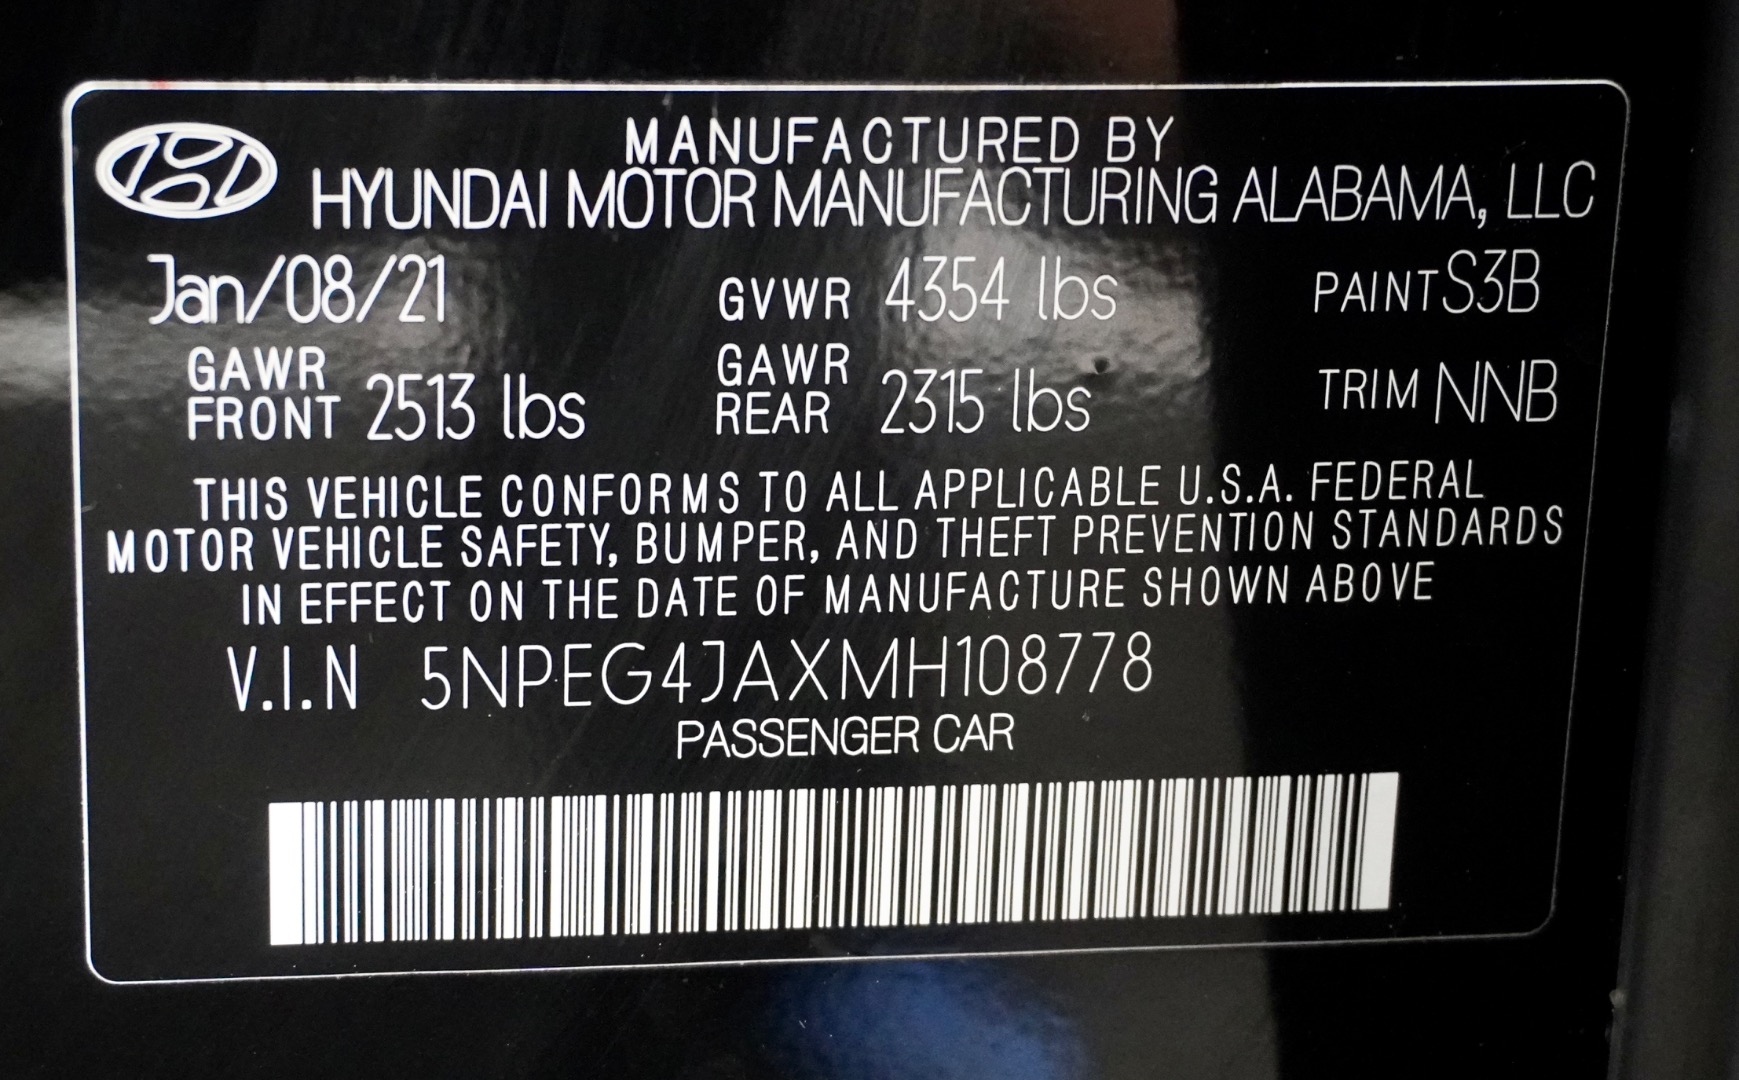 MANUFACTURED BY
HYUNDAI MOTOR MANUFACTURING ALABAMA, LLC
Jan/08/21 GVWR 4354 lbs PAINT S3B
GAWR FRONT 2513 lbs GAWR REAR 2315 lbs TRIM NNB
THIS VEHICLE CONFORMS TO ALL APPLICABLE U.S.A. FEDERAL
MOTOR VEHICLE SAFETY, BUMPER, AND THEFT PREVENTION STANDARDS
IN EFFECT ON THE DATE OF MANUFACTURE SHOWN ABOVE
V.I.N 5NPEG4JAXMH108778
PASSENGER CAR